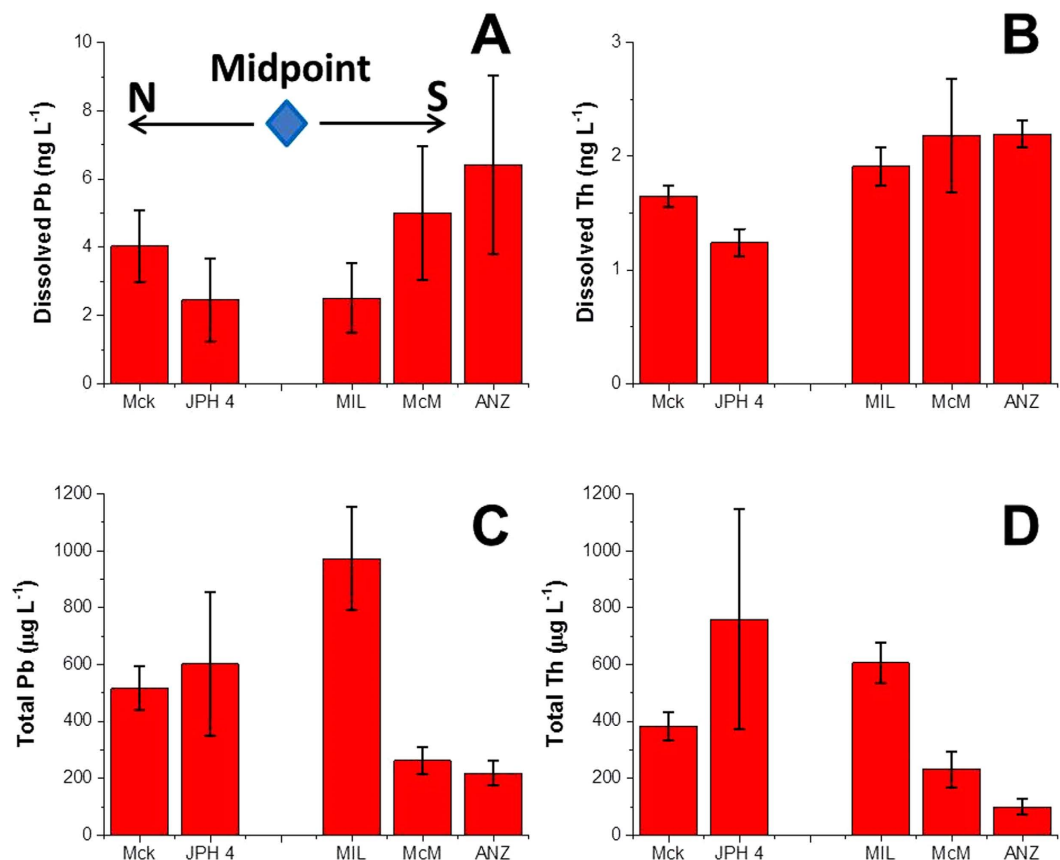 A
Midpoint
N S
Dissolved Pb (ng L⁻¹)
10
8
6
4
2
0
Mck JPH 4 MIL McM ANZ
B
Dissolved Th (ng L⁻¹)
3
2
1
0
Mck JPH 4 MIL McM ANZ
C
Total Pb (µg L⁻¹)
1200
1000
800
600
400
200
0
Mck JPH 4 MIL McM ANZ
D
Total Th (µg L⁻¹)
1200
1000
800
600
400
200
0
Mck JPH 4 MIL McM ANZ